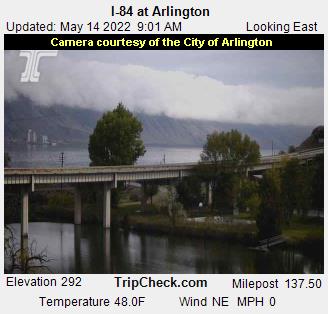 I-84 at Arlington
Updated: May 14 2022 9:01 AM Looking East
Camera courtesy of the City of Arlington
Elevation 292 TripCheck.com Milepost 137.50
Temperature 48.0F Wind NE MPH 0